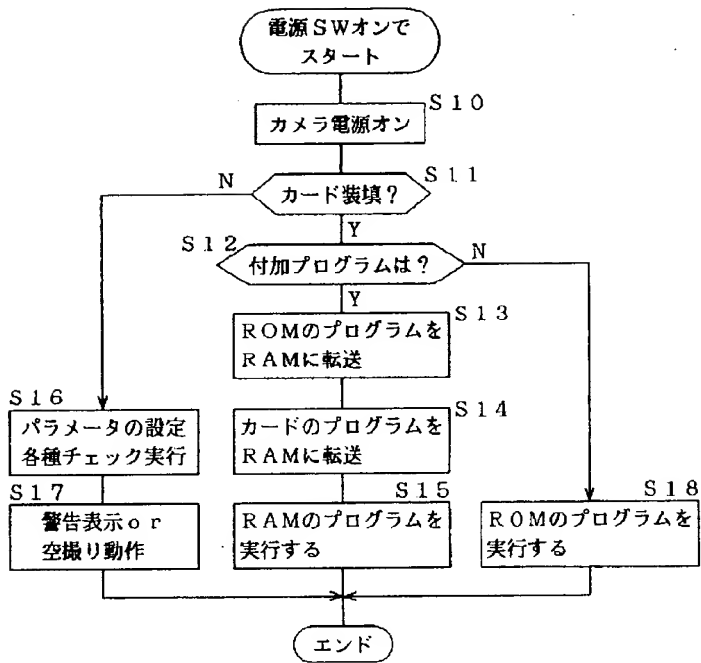 電源SWオンで
スタート
S10
カメラ電源オン
S11
カード装填?
N
Y
S12
付加プログラムは?
N
Y
S13
ROMのプログラムを
RAMに転送
S14
カードのプログラムを
RAMに転送
S15
RAMのプログラムを
実行する
S16
パラメータの設定
各種チェック実行
S17
警告表示or
空撮り動作
S18
ROMのプログラムを
実行する
エンド